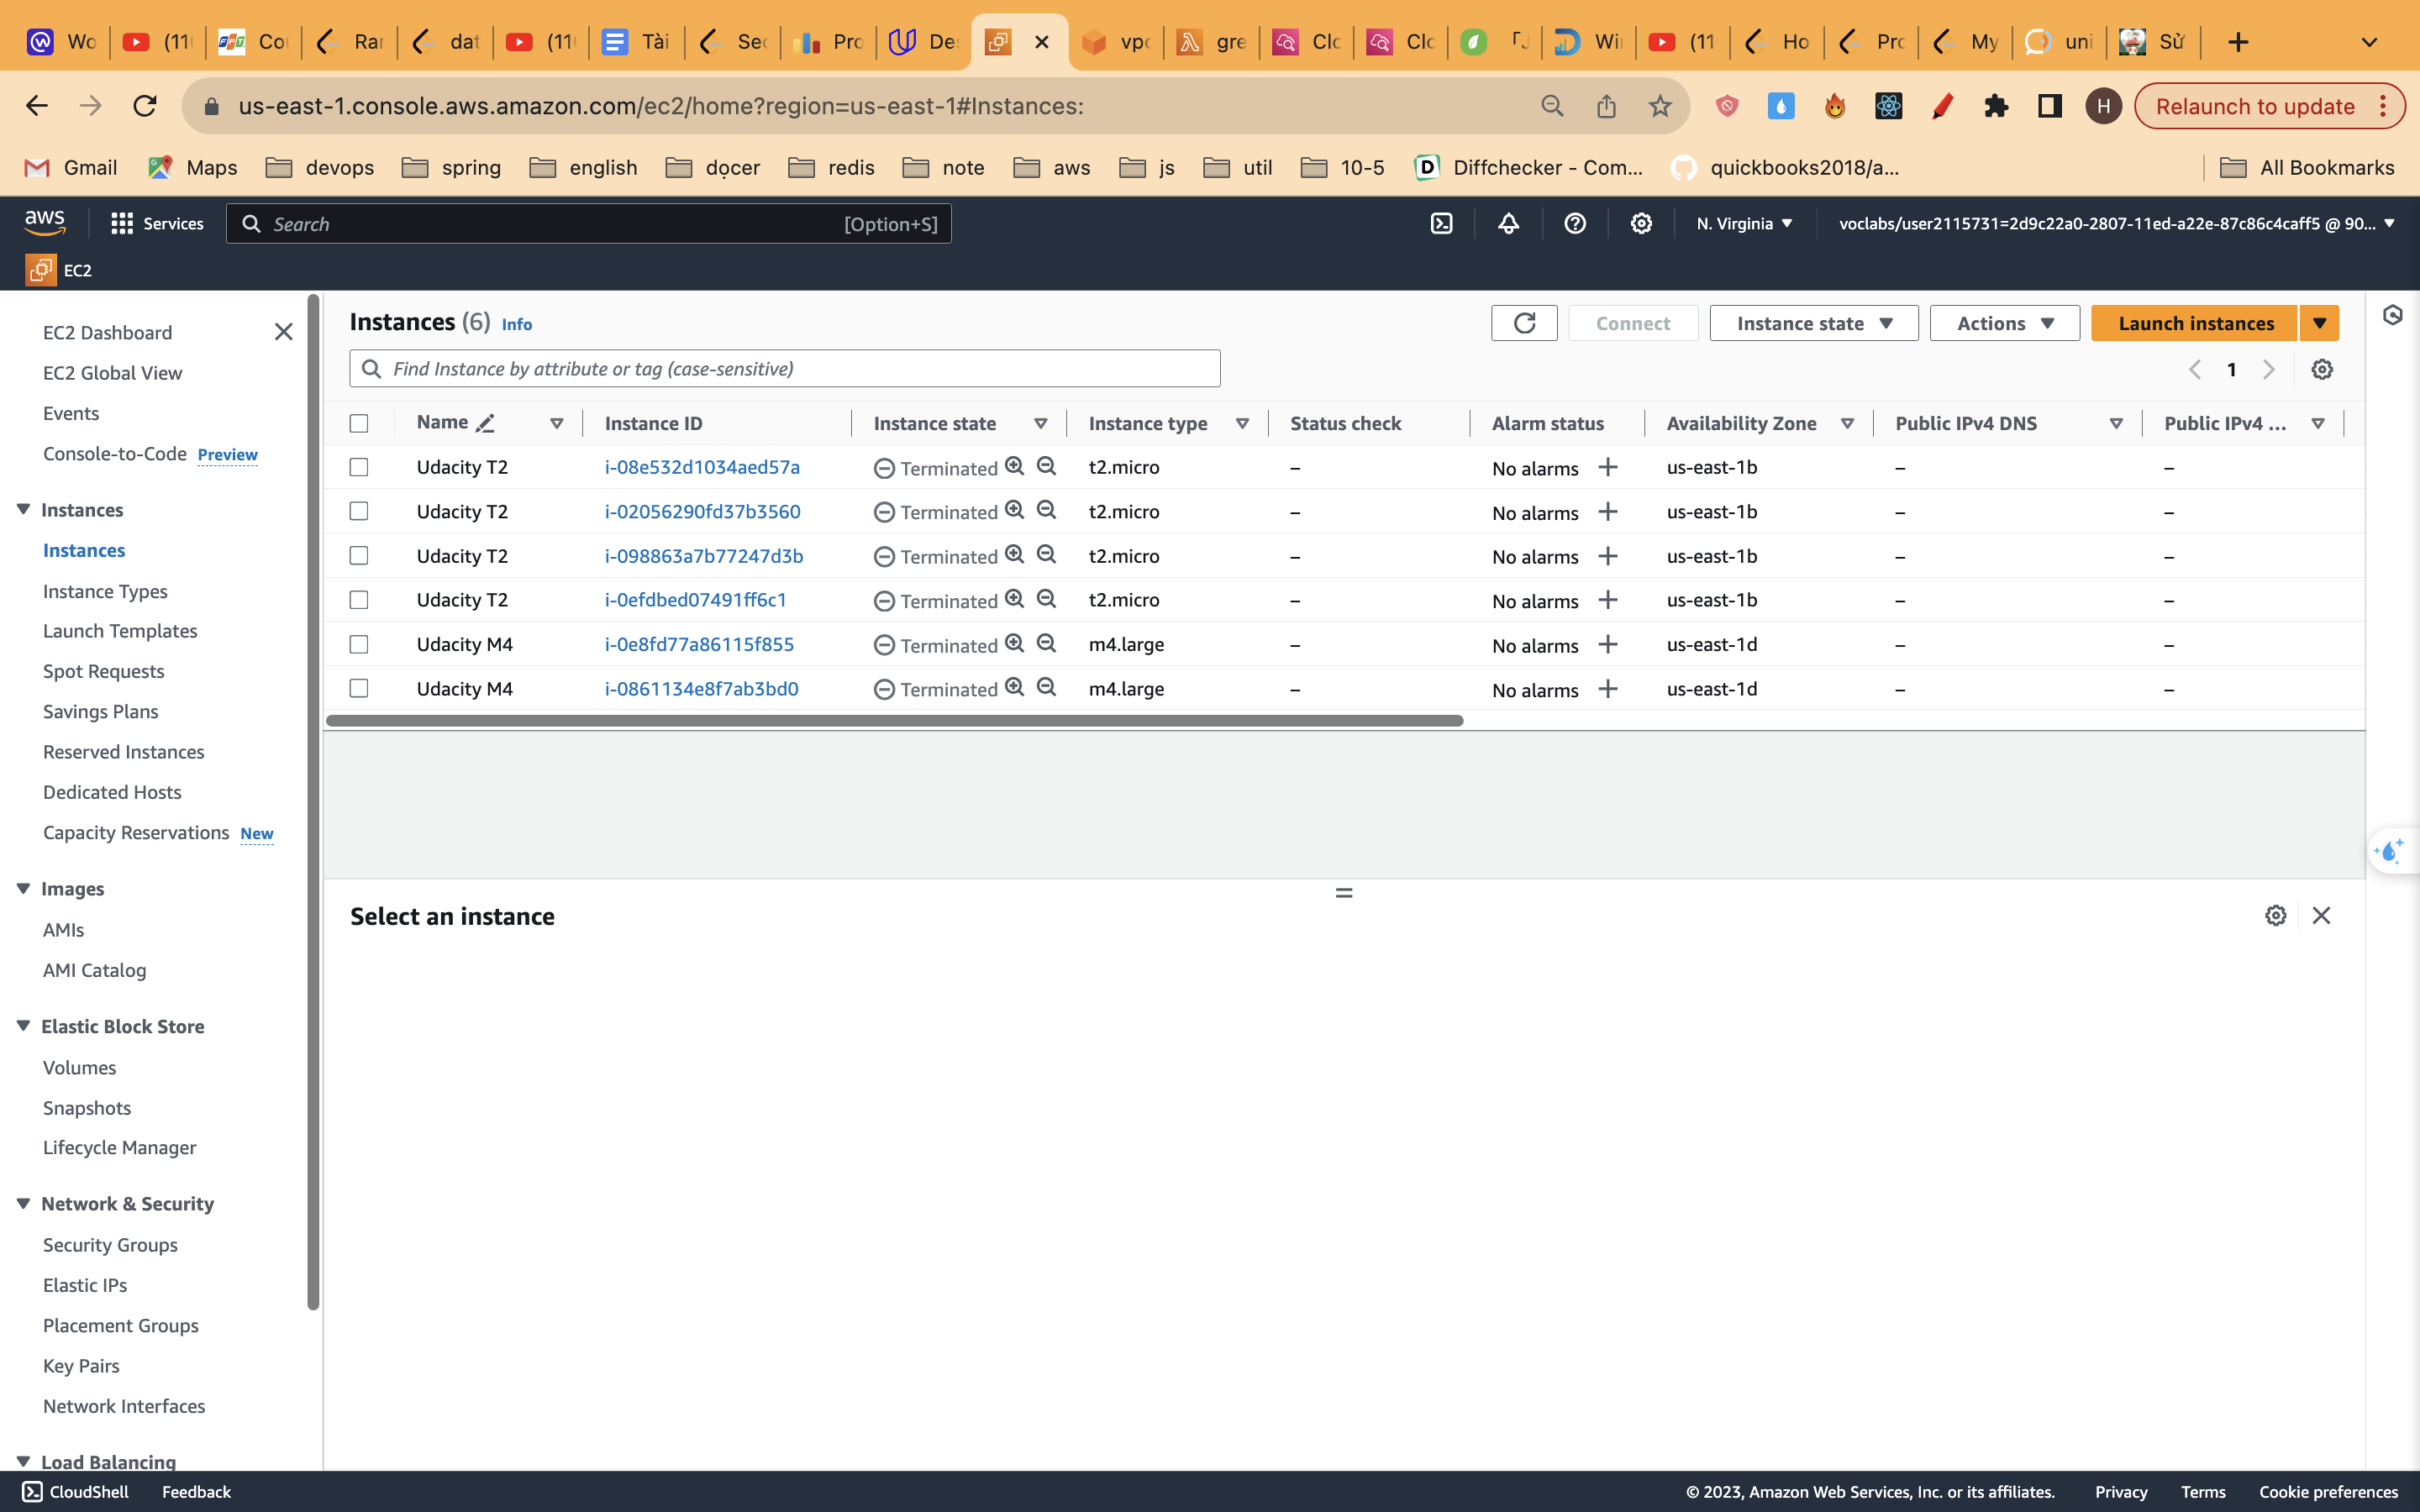 Wo (11 Cou Rar dat (11 Tài Sec Pro De vpc gre Clo Clo Wi (11 Ho Prc My uni Sử
us-east-1.console.aws.amazon.com/ec2/home?region=us-east-1#Instances:
H
Relaunch to update
Gmail Maps devops spring english dọcer redis note aws js util 10-5 Diffchecker - Com... quickbooks2018/a... All Bookmarks
aws Services Search [Option+S] N. Virginia voclabs/user2115731=2d9c22a0-2807-11ed-a22e-87c86c4caff5 @ 90...
EC2
EC2 Dashboard
EC2 Global View
Events
Console-to-Code Preview
Instances
Instances
Instance Types
Launch Templates
Spot Requests
Savings Plans
Reserved Instances
Dedicated Hosts
Capacity Reservations New
Images
AMIs
AMI Catalog
Elastic Block Store
Volumes
Snapshots
Lifecycle Manager
Network & Security
Security Groups
Elastic IPs
Placement Groups
Key Pairs
Network Interfaces
Load Balancing
Instances (6) Info Connect Instance state Actions Launch instances
Find Instance by attribute or tag (case-sensitive) 1
Name Instance ID Instance state Instance type Status check Alarm status Availability Zone Public IPv4 DNS Public IPv4 ...
Udacity T2 i-08e532d1034aed57a Terminated t2.micro – No alarms + us-east-1b – –
Udacity T2 i-02056290fd37b3560 Terminated t2.micro – No alarms + us-east-1b – –
Udacity T2 i-098863a7b77247d3b Terminated t2.micro – No alarms + us-east-1b – –
Udacity T2 i-0efdbed07491ff6c1 Terminated t2.micro – No alarms + us-east-1b – –
Udacity M4 i-0e8fd77a86115f855 Terminated m4.large – No alarms + us-east-1d – –
Udacity M4 i-0861134e8f7ab3bd0 Terminated m4.large – No alarms + us-east-1d – –
Select an instance
CloudShell Feedback © 2023, Amazon Web Services, Inc. or its affiliates. Privacy Terms Cookie preferences